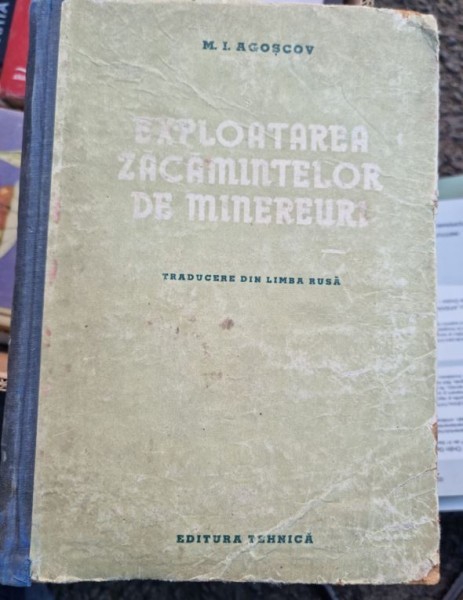 M. I. AGOȘCOV
EXPLOATAREA
ZĂCĂMINTELOR
DE MINEREURI
TRADUCERE DIN LIMBA RUSĂ
EDITURA TEHNICĂ